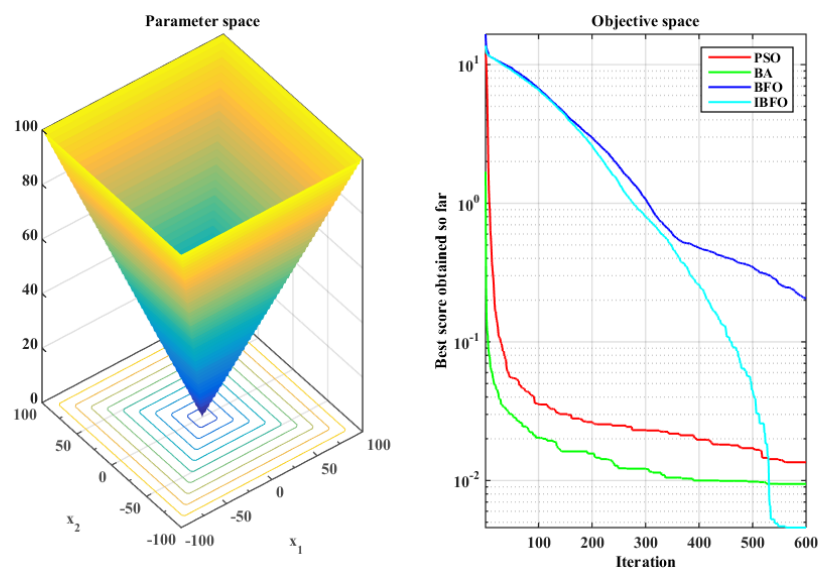 Parameter space
100
80
60
40
20
0
100
50
0
-50
-100
x2
-100
-50
0
50
100
x1
Objective space
Best score obtained so far
10^1
10^0
10^-1
10^-2
100
200
300
400
500
600
Iteration
PSO
BA
BFO
IBFO